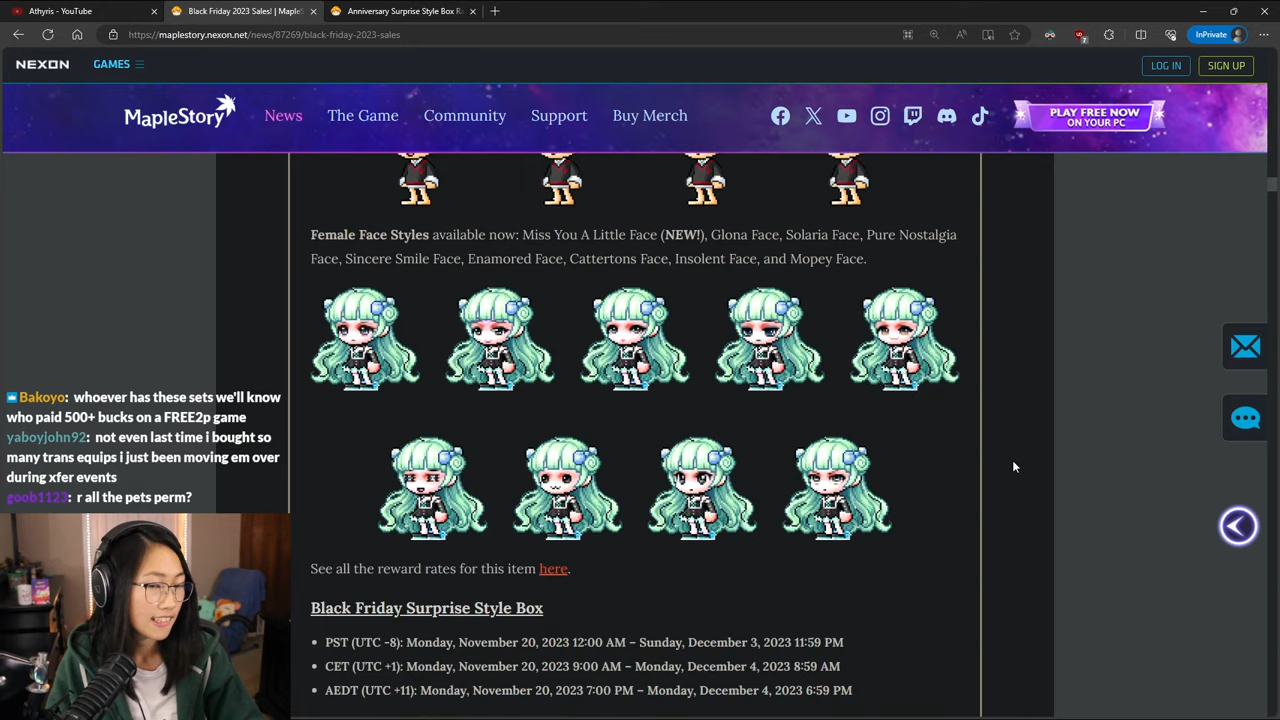 Athyris - YouTube
Black Friday 2023 Sales! | MapleS
Anniversary Surprise Style Box Ra
https://maplestory.nexon.net/news/87269/black-friday-2023-sales
InPrivate
NEXON
GAMES
LOG IN
SIGN UP
MapleStory
News
The Game
Community
Support
Buy Merch
PLAY FREE NOW
ON YOUR PC
Female Face Styles available now: Miss You A Little Face (NEW!), Glona Face, Solaria Face, Pure Nostalgia
Face, Sincere Smile Face, Enamored Face, Cattertons Face, Insolent Face, and Mopey Face.
Bakoyo: whoever has these sets we'll know
who paid 500+ bucks on a FREE2p game
yaboyjohn92: not even last time i bought so
many trans equips i just been moving em over
during xfer events
goob1123: r all the pets perm?
See all the reward rates for this item here.
Black Friday Surprise Style Box
• PST (UTC -8): Monday, November 20, 2023 12:00 AM – Sunday, December 3, 2023 11:59 PM
• CET (UTC +1): Monday, November 20, 2023 9:00 AM – Monday, December 4, 2023 8:59 AM
• AEDT (UTC +11): Monday, November 20, 2023 7:00 PM – Monday, December 4, 2023 6:59 PM